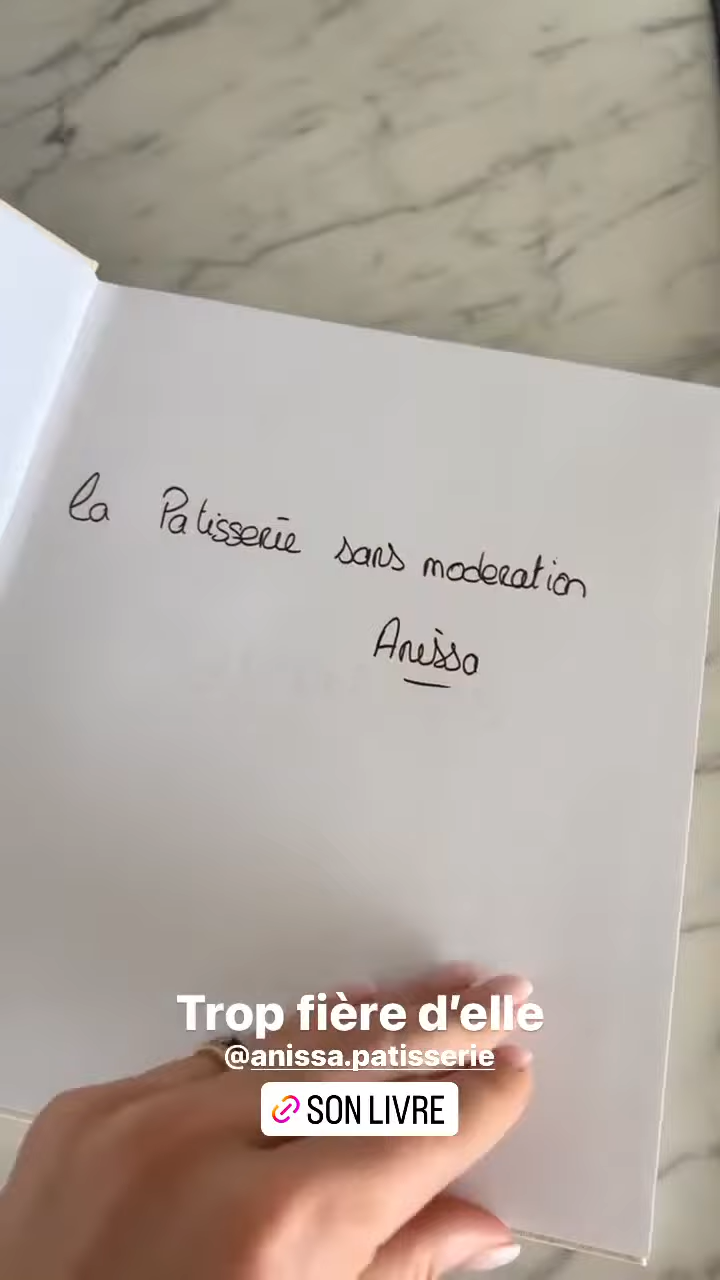 la Patisserie sans moderation
Anissa
Trop fière d'elle
@anissa.patisserie
SON LIVRE